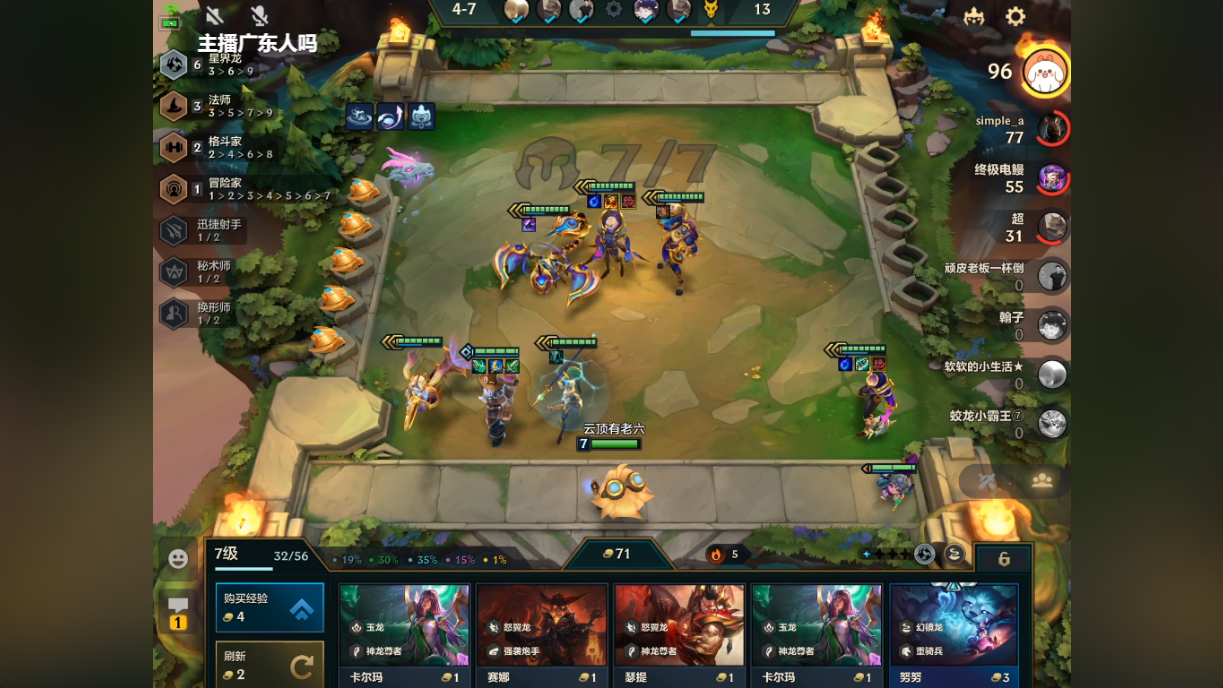 4-7
13
主播广东人吗
6 星界龙
3 > 6 > 9
3 法师
3 > 5 > 7 > 9
2 格斗家
2 > 4 > 6 > 8
1 冒险家
1 > 2 > 3 > 4 > 5 > 6 > 7
迅捷射手
1 / 2
秘术师
1 / 2
换形师
1 / 2
7/7
96
simple_a
77
终极电鳗
55
超
31
顽皮老板一杯倒
0
翰子
0
软软的小生活★
0
蛟龙小霸王⑦
0
云顶有老六
7
7级
32/56
19% 30% 35% 15% 1%
71
5
6
1
购买经验
4
刷新
2
玉龙
神龙尊者
卡尔玛 1
怒翼龙
强袭炮手
赛娜 1
怒翼龙
神龙尊者
瑟提 1
玉龙
神龙尊者
卡尔玛 1
幻镜龙
重骑兵
努努 3